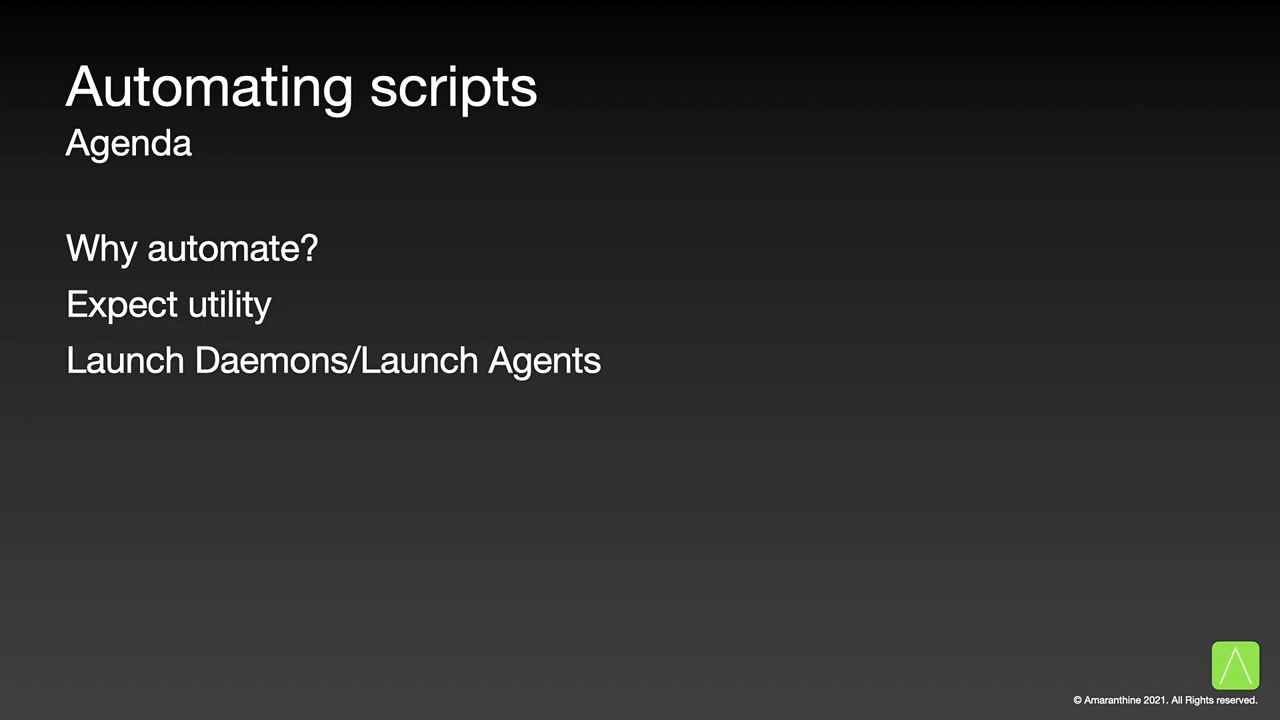 Automating scripts
Agenda
Why automate?
Expect utility
Launch Daemons/Launch Agents
© Amaranthine 2021. All Rights reserved.